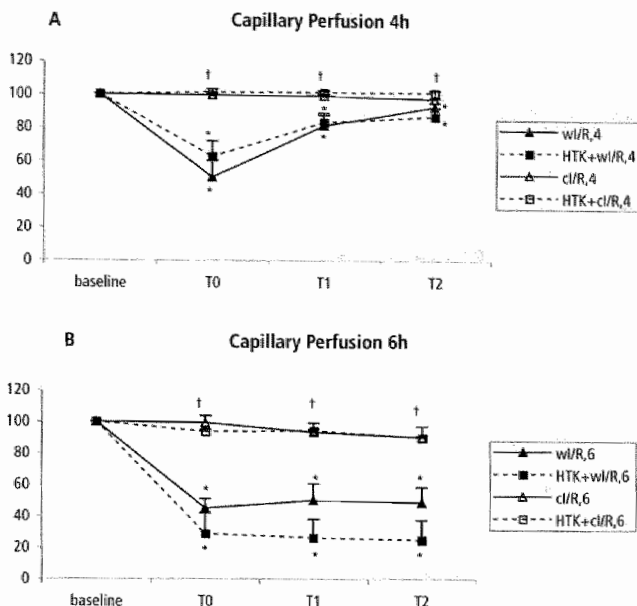 A
Capillary Perfusion 4h
120
100
80
60
40
20
0
† † †
* * *
* * *
baseline T0 T1 T2
wI/R,4
HTK+wI/R,4
cI/R,4
HTK+cI/R,4
B
Capillary Perfusion 6h
120
100
80
60
40
20
0
† † †
* * *
* * *
baseline T0 T1 T2
wI/R,6
HTK+wI/R,6
cI/R,6
HTK+cI/R,6